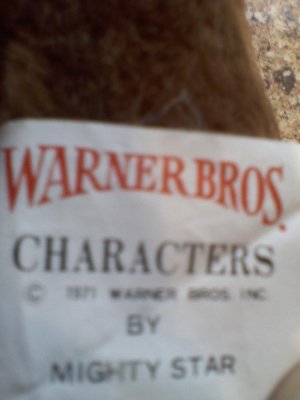 WARNER BROS.
CHARACTERS
© 1971 WARNER BROS. INC.
BY
MIGHTY STAR